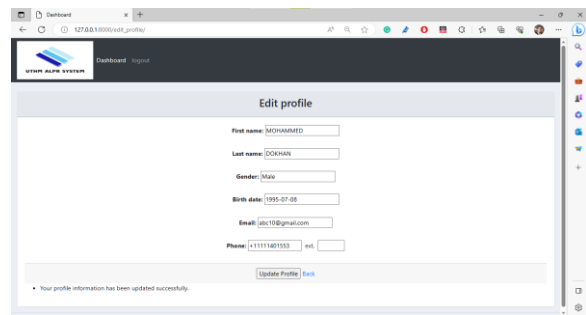 Dashboard
127.0.0.1:8000/edit_profile/
UTHM ALPR SYSTEM
Dashboard logout
Edit profile
First name: MOHAMMED
Last name: DOKHAN
Gender: Male
Birth date: 1995-07-08
Email: abc10@gmail.com
Phone: +11111401553 ext.
Update Profile Back
• Your profile information has been updated successfully.